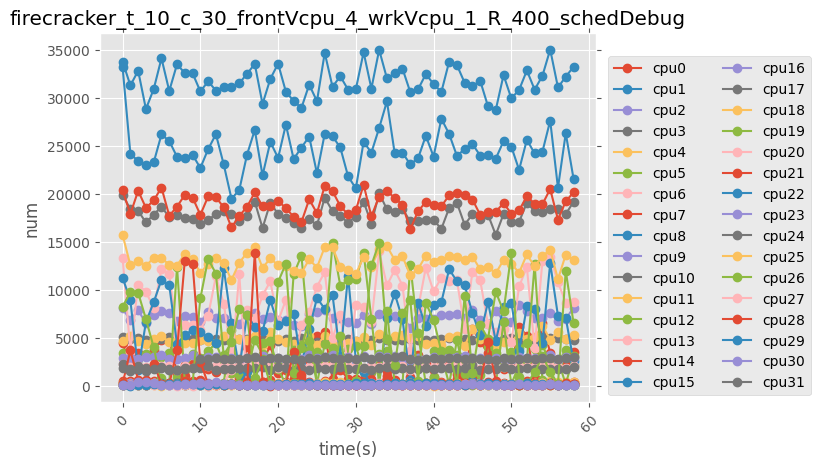 firecracker_t_10_c_30_frontVcpu_4_wrkVcpu_1_R_400_schedDebug
35000
30000
25000
20000
15000
10000
5000
0
num
0
10
20
30
40
50
60
time(s)
cpu0
cpu1
cpu2
cpu3
cpu4
cpu5
cpu6
cpu7
cpu8
cpu9
cpu10
cpu11
cpu12
cpu13
cpu14
cpu15
cpu16
cpu17
cpu18
cpu19
cpu20
cpu21
cpu22
cpu23
cpu24
cpu25
cpu26
cpu27
cpu28
cpu29
cpu30
cpu31